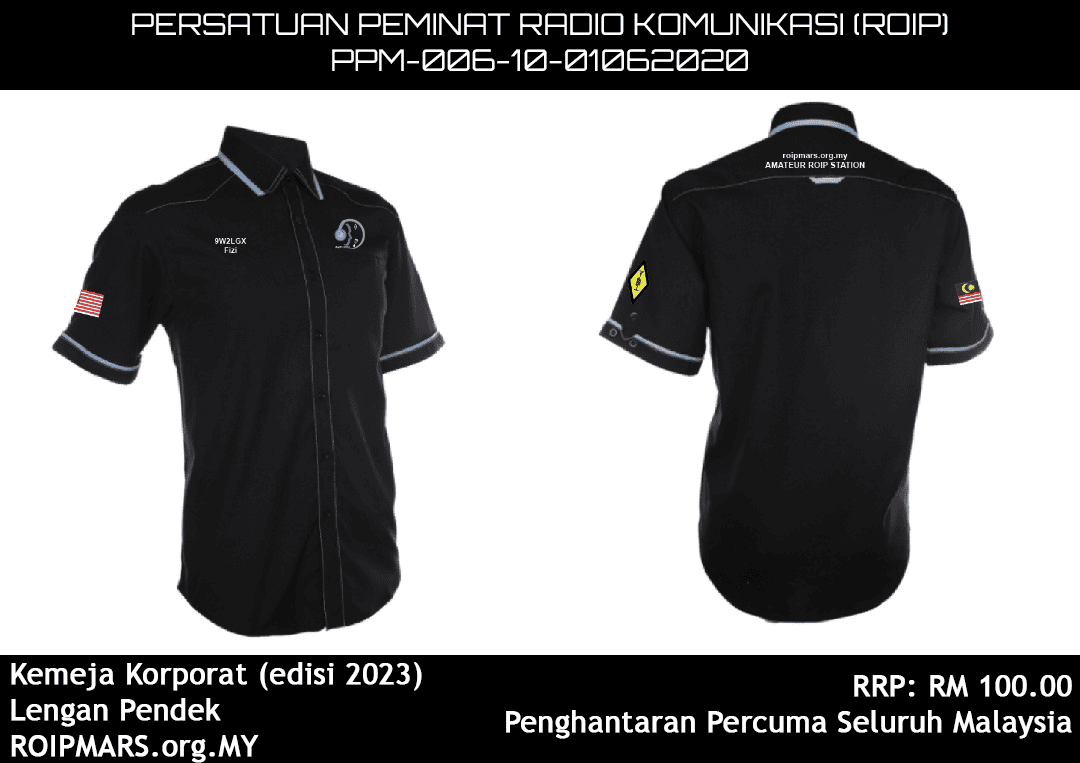 PERSATUAN PEMINAT RADIO KOMUNIKASI (ROIP)
PPM-006-10-01062020
roipmars.org.my
AMATEUR ROIP STATION
9W2LGX
Fizi
Kemeja Korporat (edisi 2023)
Lengan Pendek
ROIPMARS.org.MY
RRP: RM 100.00
Penghantaran Percuma Seluruh Malaysia